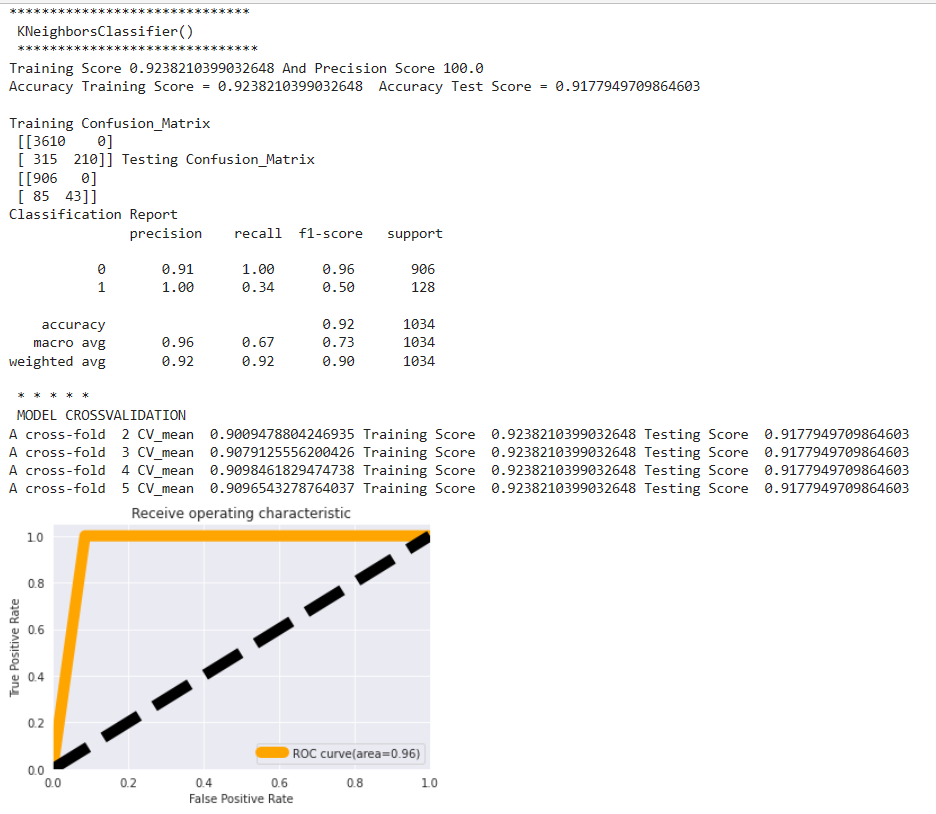 ******************************
KNeighborsClassifier()
******************************
Training Score 0.9238210399032648 And Precision Score 100.0
Accuracy Training Score = 0.9238210399032648  Accuracy Test Score = 0.9177949709864603
Training Confusion_Matrix
[[3610    0]
[ 315  210]] Testing Confusion_Matrix
[[906   0]
[ 85  43]]
Classification Report
precision    recall  f1-score   support
0       0.91      1.00      0.96       906
1       1.00      0.34      0.50       128
accuracy                           0.92      1034
macro avg       0.96      0.67      0.73      1034
weighted avg       0.92      0.92      0.90      1034
* * * * *
MODEL CROSSVALIDATION
A cross-fold  2 CV_mean  0.9009478804246935 Training Score  0.9238210399032648 Testing Score  0.9177949709864603
A cross-fold  3 CV_mean  0.9079125556200426 Training Score  0.9238210399032648 Testing Score  0.9177949709864603
A cross-fold  4 CV_mean  0.9098461829474738 Training Score  0.9238210399032648 Testing Score  0.9177949709864603
A cross-fold  5 CV_mean  0.9096543278764037 Training Score  0.9238210399032648 Testing Score  0.9177949709864603
Receive operating characteristic
1.0
0.8
0.6
0.4
0.2
0.0
True Positive Rate
ROC curve(area=0.96)
0.0 0.2 0.4 0.6 0.8 1.0
False Positive Rate